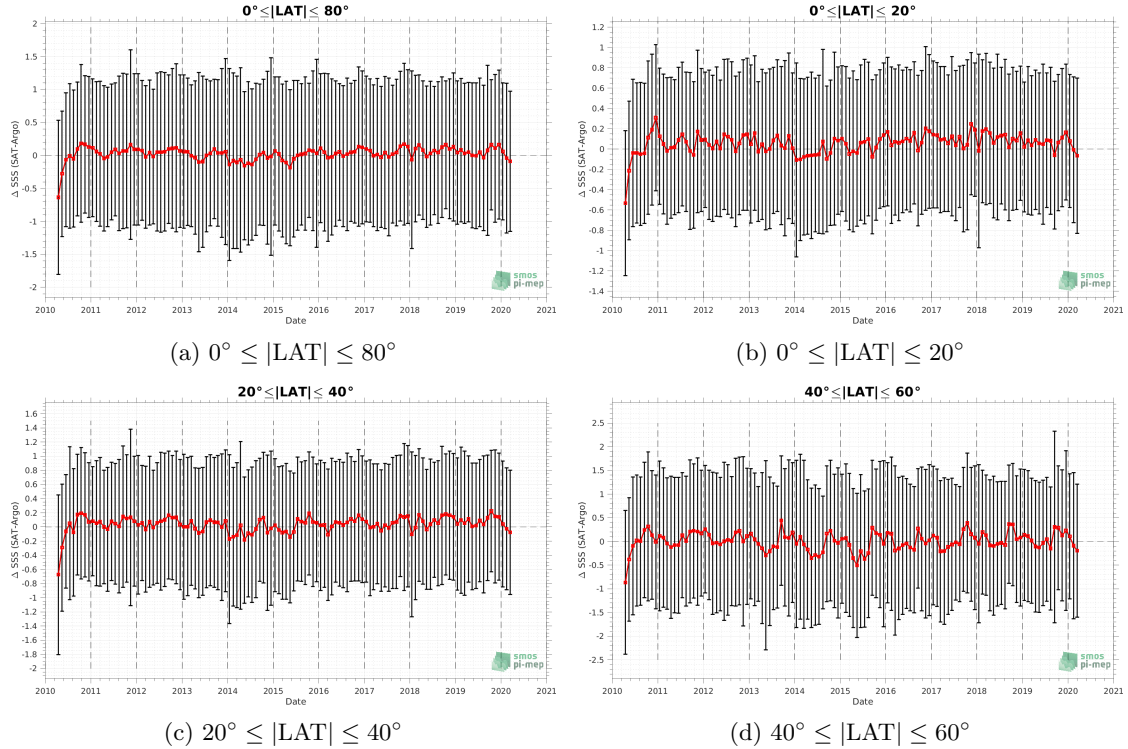 0°≤|LAT|≤ 80°
Δ SSS (SAT-Argo)
2
1.5
1
0.5
0
-0.5
-1
-1.5
-2
smos
pi-mep
2010 2011 2012 2013 2014 2015 2016 2017 2018 2019 2020 2021
Date
(a) 0° ≤ |LAT| ≤ 80°
0°≤|LAT|≤ 20°
Δ SSS (SAT-Argo)
1.2
1
0.8
0.6
0.4
0.2
0
-0.2
-0.4
-0.6
-0.8
-1
-1.2
-1.4
smos
pi-mep
2010 2011 2012 2013 2014 2015 2016 2017 2018 2019 2020 2021
Date
(b) 0° ≤ |LAT| ≤ 20°
20°≤|LAT|≤ 40°
Δ SSS (SAT-Argo)
1.6
1.4
1.2
1
0.8
0.6
0.4
0.2
0
-0.2
-0.4
-0.6
-0.8
-1
-1.2
-1.4
-1.6
-1.8
-2
smos
pi-mep
2010 2011 2012 2013 2014 2015 2016 2017 2018 2019 2020 2021
Date
(c) 20° ≤ |LAT| ≤ 40°
40°≤|LAT|≤ 60°
Δ SSS (SAT-Argo)
2.5
2
1.5
1
0.5
0
-0.5
-1
-1.5
-2
-2.5
smos
pi-mep
2010 2011 2012 2013 2014 2015 2016 2017 2018 2019 2020 2021
Date
(d) 40° ≤ |LAT| ≤ 60°